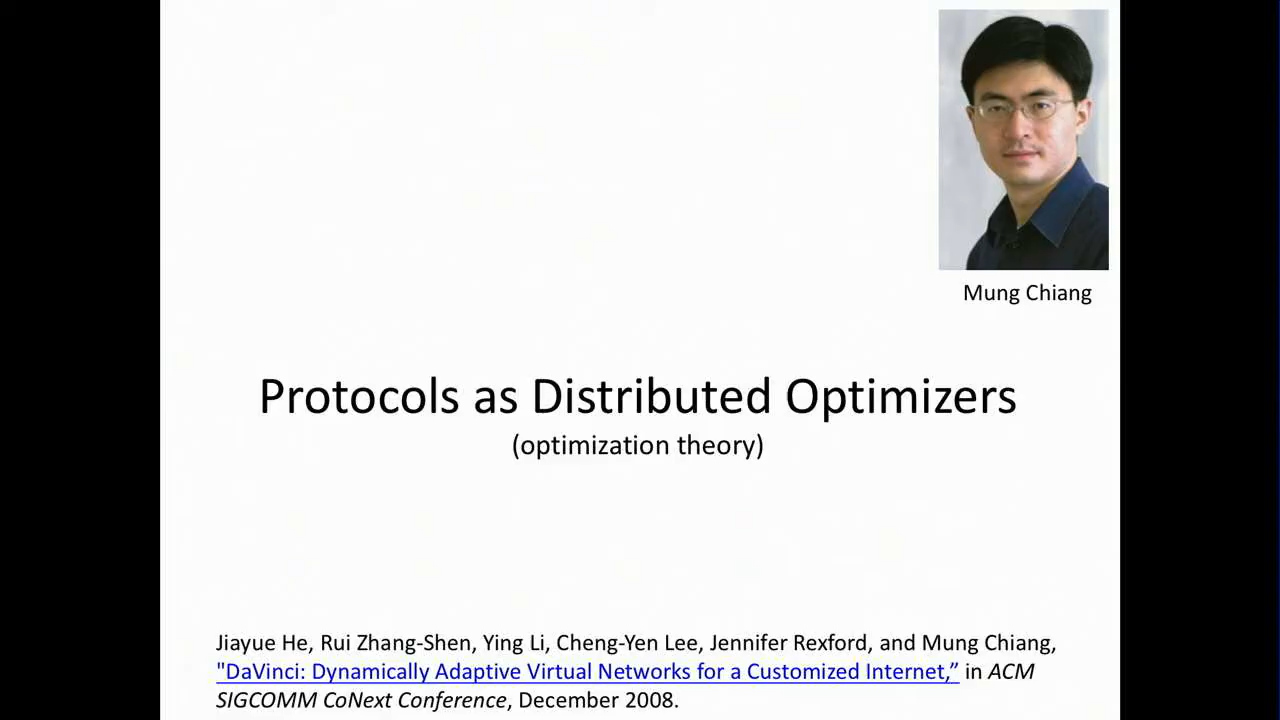 Mung Chiang
Protocols as Distributed Optimizers
(optimization theory)
Jiayue He, Rui Zhang-Shen, Ying Li, Cheng-Yen Lee, Jennifer Rexford, and Mung Chiang,
"DaVinci: Dynamically Adaptive Virtual Networks for a Customized Internet,” in ACM
SIGCOMM CoNext Conference, December 2008.